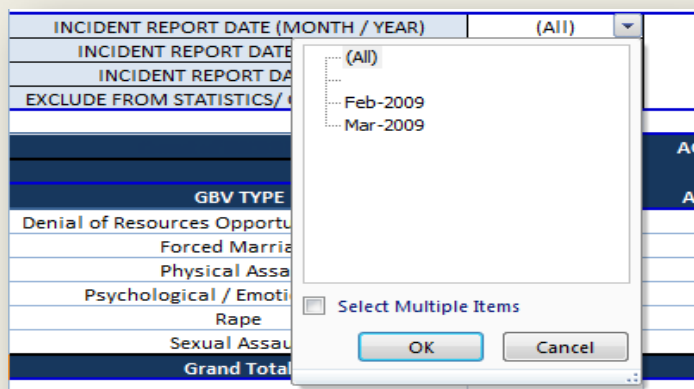 INCIDENT REPORT DATE (MONTH / YEAR) (All)
INCIDENT REPORT DATE
INCIDENT REPORT DA
EXCLUDE FROM STATISTICS/
(All)
Feb-2009
Mar-2009
GBV TYPE
Denial of Resources Opportu
Forced Marria
Physical Assa
Psychological / Emoti
Rape
Sexual Assau
Grand Total
Select Multiple Items
OK Cancel